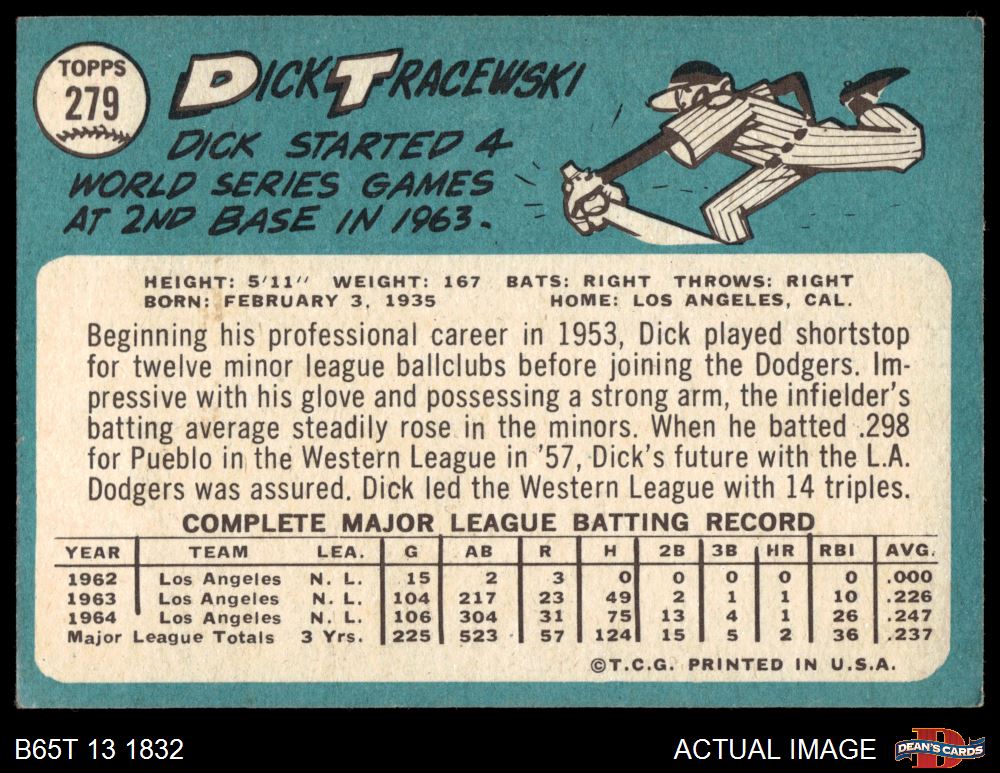 TOPPS
279
DICK TRACEWSKI
DICK STARTED 4
WORLD SERIES GAMES
AT 2ND BASE IN 1963.
HEIGHT: 5'11" WEIGHT: 167 BATS: RIGHT THROWS: RIGHT
BORN: FEBRUARY 3, 1935 HOME: LOS ANGELES, CAL.
Beginning his professional career in 1953, Dick played shortstop
for twelve minor league ballclubs before joining the Dodgers. Im-
pressive with his glove and possessing a strong arm, the infielder's
batting average steadily rose in the minors. When he batted .298
for Pueblo in the Western League in '57, Dick's future with the L.A.
Dodgers was assured. Dick led the Western League with 14 triples.
COMPLETE MAJOR LEAGUE BATTING RECORD
YEAR TEAM LEA. G AB R H 2B 3B HR RBI AVG.
1962 Los Angeles N. L. 15 2 3 0 0 0 0 0 .000
1963 Los Angeles N. L. 104 217 23 49 2 1 1 10 .226
1964 Los Angeles N. L. 106 304 31 75 13 4 1 26 .247
Major League Totals 3 Yrs. 225 523 57 124 15 5 2 36 .237
©T.C.G. PRINTED IN U.S.A.
B65T 13 1832 ACTUAL IMAGE D DEAN'S CARDS